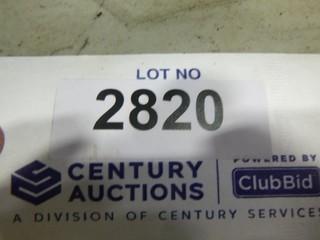 LOT NO
2820
CENTURY
AUCTIONS
POWERED BY
ClubBid
A DIVISION OF CENTURY SERVICES